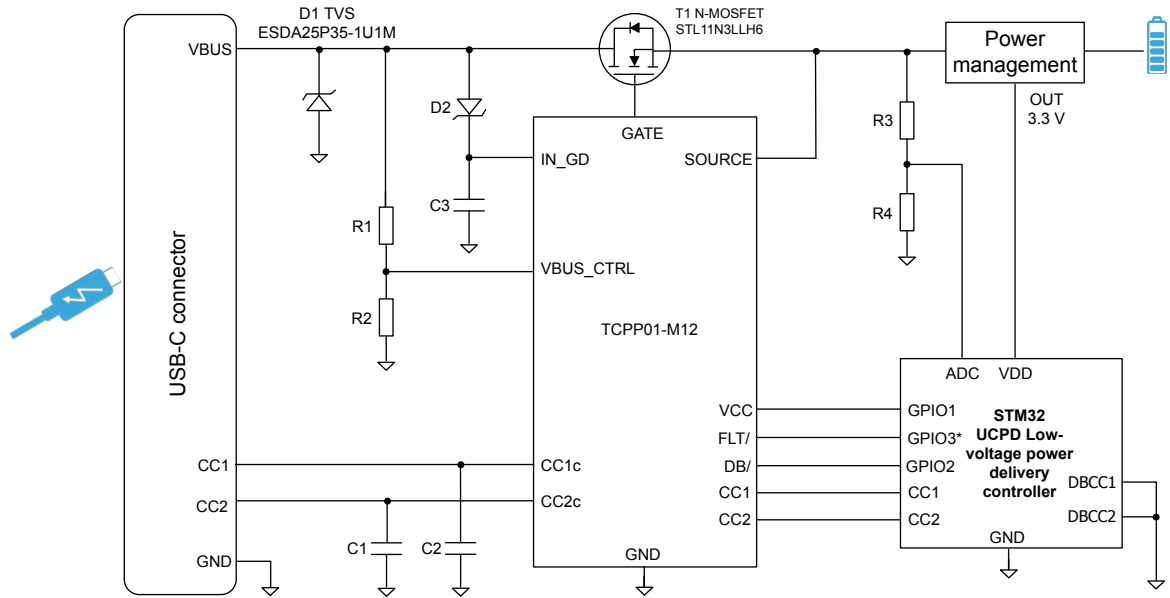 D1 TVS
ESDA25P35-1U1M
T1 N-MOSFET
STL11N3LLH6
VBUS
Power
management
OUT
3.3 V
D2
GATE
R3
IN_GD
SOURCE
C3
R4
R1
VBUS_CTRL
R2
TCPP01-M12
USB-C connector
ADC
VDD
VCC
GPIO1
STM32
UCPD Low-
voltage power
delivery
controller
FLT/
GPIO3*
DB/
GPIO2
CC1
CC1c
CC1
CC1
DBCC1
CC2
CC2c
CC2
CC2
DBCC2
C1
C2
GND
GND
GND